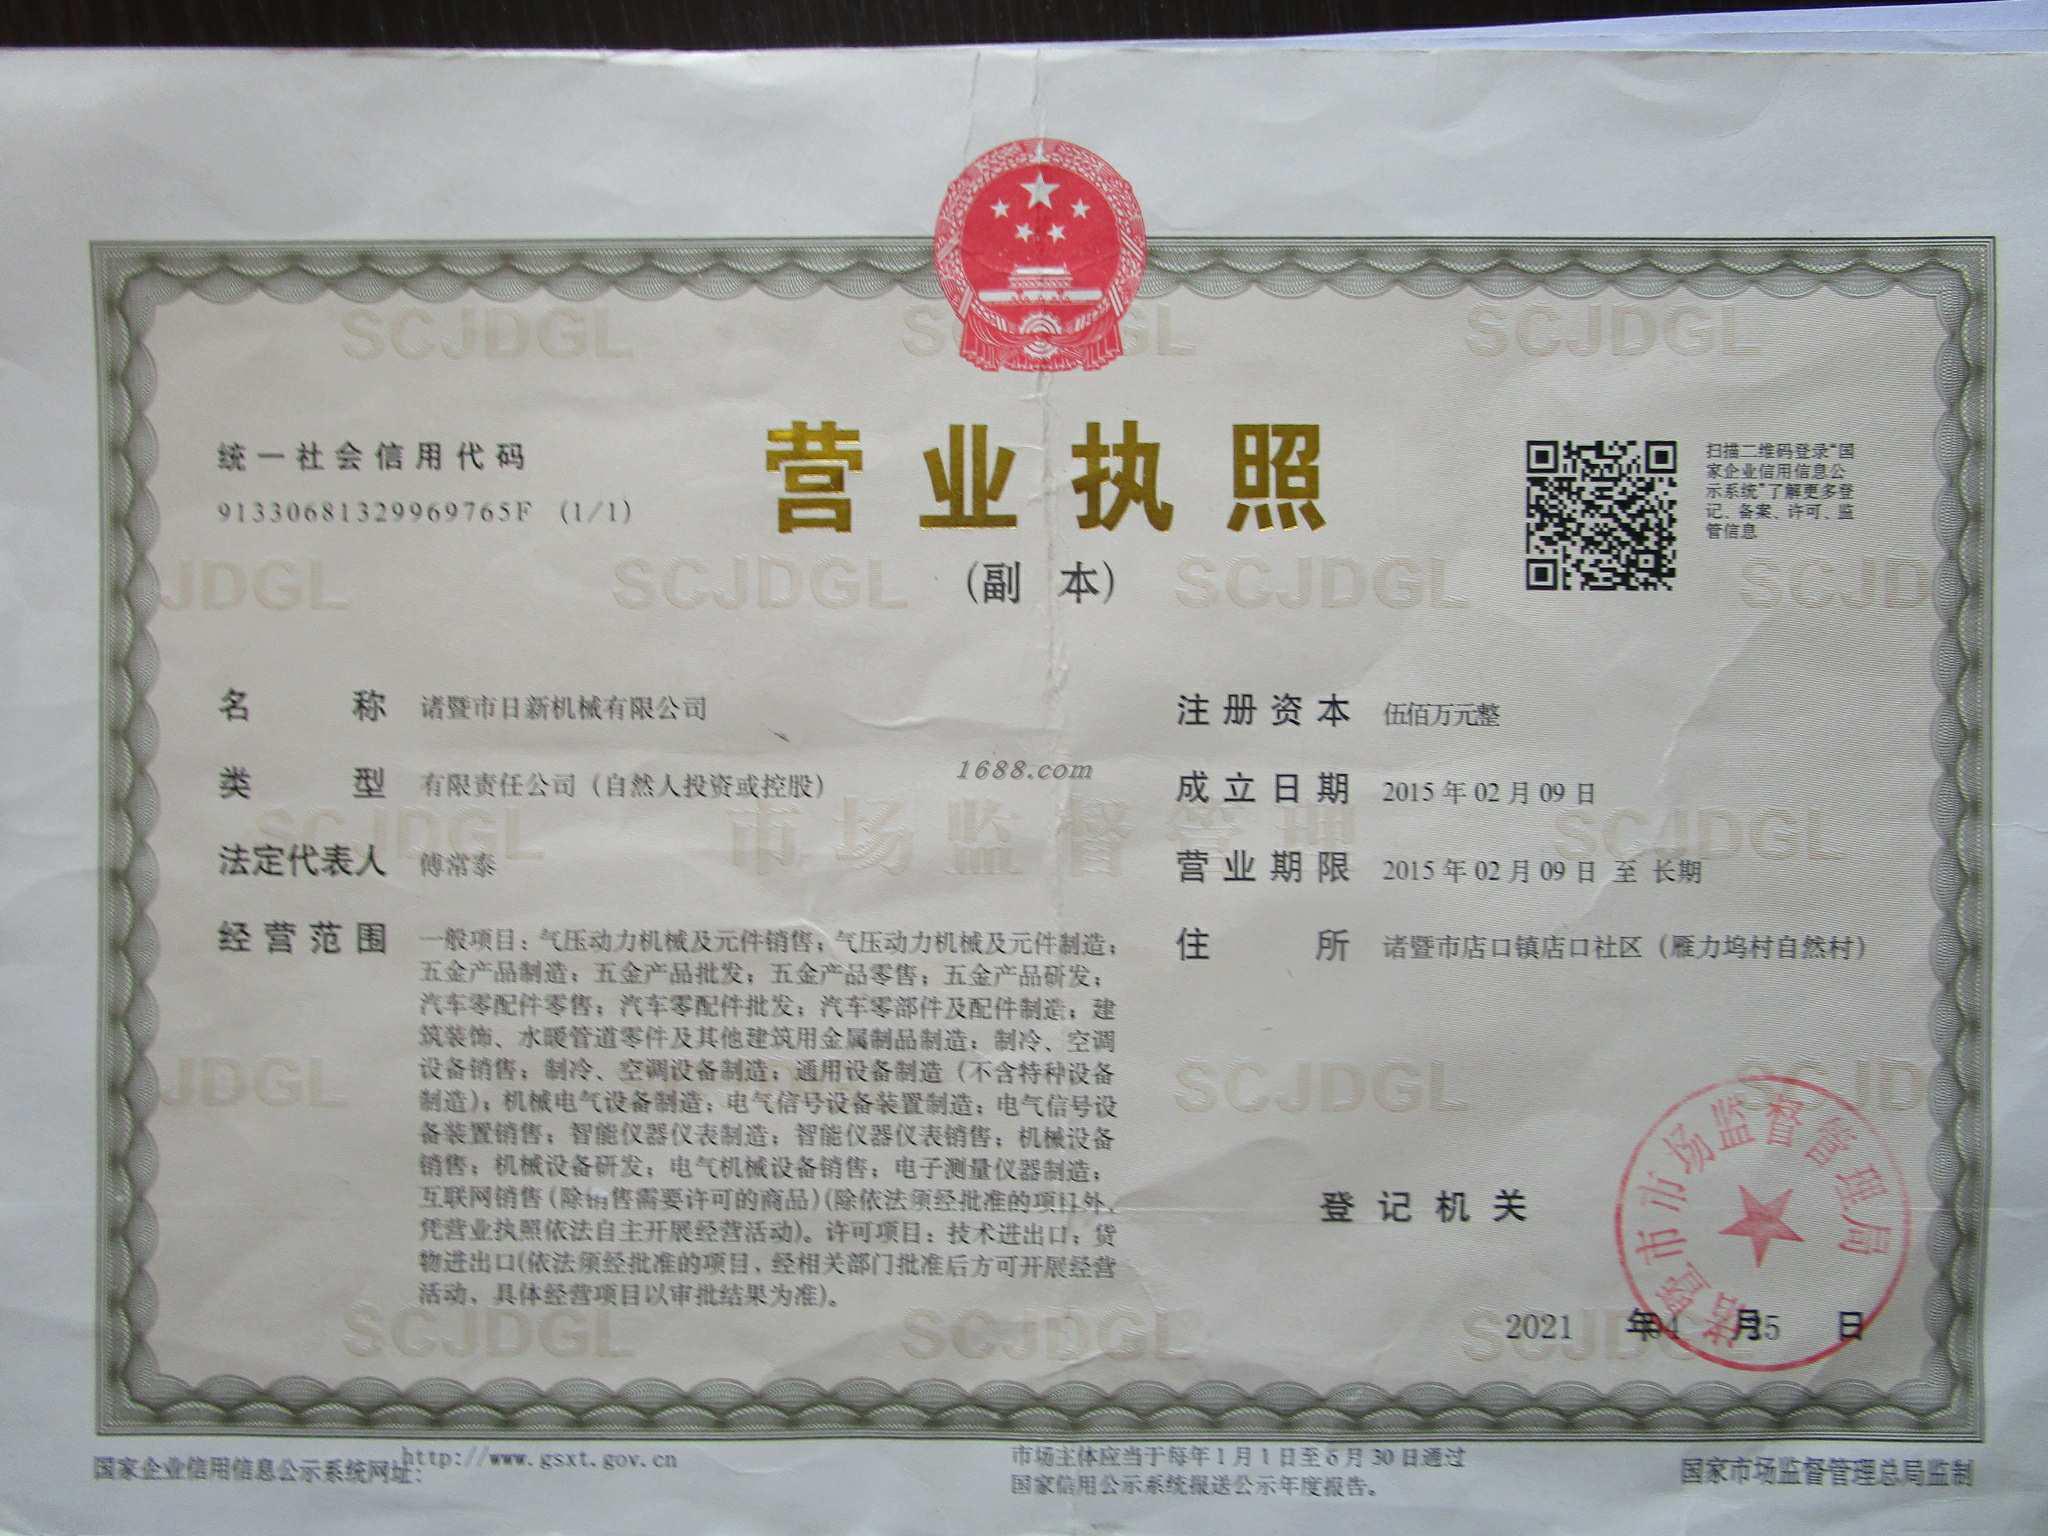 营业执照
(副 本)
统一社会信用代码
91330681329969765F (1/1)
扫描二维码登录“国
家企业信用信息公
示系统”了解更多登
记、备案、许可、监
管信息
名 称 诸暨市日新机械有限公司
类 型 有限责任公司（自然人投资或控股）
法定代表人 傅常泰
经营范围 一般项目：气压动力机械及元件销售；气压动力机械及元件制造；
五金产品制造；五金产品批发；五金产品零售；五金产品研发；
汽车零配件零售；汽车零配件批发；汽车零部件及配件制造；建
筑装饰、水暖管道零件及其他建筑用金属制品制造；制冷、空调
设备销售；制冷、空调设备制造；通用设备制造（不含特种设备
制造）；机械电气设备制造；电气信号设备装置制造；电气信号设
备装置销售；智能仪器仪表制造；智能仪器仪表销售；机械设备
销售；机械设备研发；电气机械设备销售；电子测量仪器制造；
互联网销售（除销售需要许可的商品）(除依法须经批准的项目外，
凭营业执照依法自主开展经营活动)。许可项目：技术进出口；货
物进出口(依法须经批准的项目，经相关部门批准后方可开展经营
活动，具体经营项目以审批结果为准)。
注册资本 伍佰万元整
成立日期 2015年02月09日
营业期限 2015年02月09日 至 长期
住 所 诸暨市店口镇店口社区（雁力坞村自然村）
1688.com
市场监督管理
SCJDGL
登记机关
诸暨市市场监督管理局
2021 年04 月25 日
国家企业信用信息公示系统网址：http://www.gsxt.gov.cn
市场主体应当于每年1月1日至6月30日通过
国家信用公示系统报送公示年度报告。
国家市场监督管理总局监制